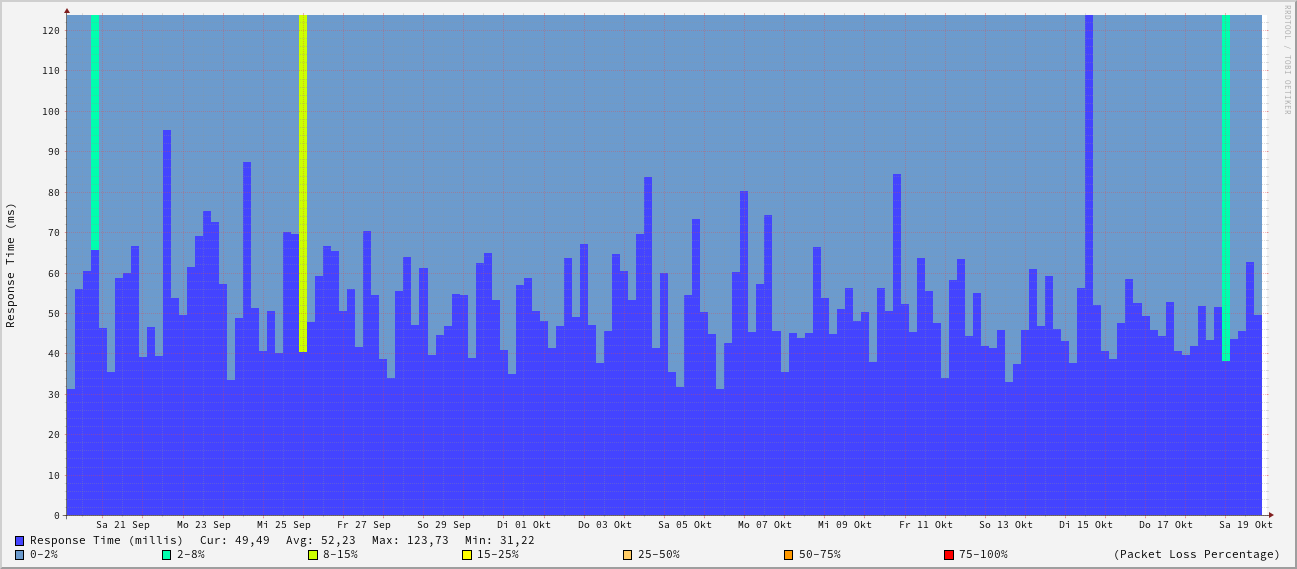 RRDTOOL / TOBI OETIKER
Response Time (ms)
120
110
100
90
80
70
60
50
40
30
20
10
0
Sa 21 Sep Mo 23 Sep Mi 25 Sep Fr 27 Sep So 29 Sep Di 01 Okt Do 03 Okt Sa 05 Okt Mo 07 Okt Mi 09 Okt Fr 11 Okt So 13 Okt Di 15 Okt Do 17 Okt Sa 19 Okt
Response Time (millis) Cur: 49,49 Avg: 52,23 Max: 123,73 Min: 31,22
0-2% 2-8% 8-15% 15-25% 25-50% 50-75% 75-100% (Packet Loss Percentage)